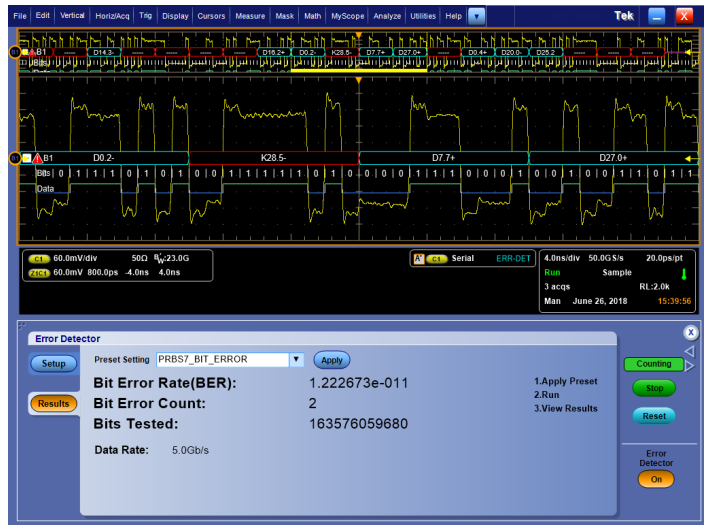 File Edit Vertical Horiz/Acq Trig Display Cursors Measure Mask Math MyScope Analyze Utilities Help Tek X
B1 B1 ----- D14.3- ----- ----- ----- ----- D16.2+ D0.2- K28.5- D7.7+ D27.0+ ----- D0.4+ D20.0- D25.2 ----- ----- -----
Bits
B1 B1 D0.2- K28.5- D7.7+ D27.0+
Bits 0 1 1 1 1 0 1 0 1 0 0 1 1 1 1 1 0 1 0 0 0 0 1 1 1 0 0 0 1 0 0 1 0 0 1 0 0 1
Data
C1 60.0mV/div 50Ω BW:23.0G
Z1C1 60.0mV 800.0ps -4.0ns 4.0ns
A' C1 Serial ERR-DET
4.0ns/div 50.0GS/s 20.0ps/pt
Run Sample
3 acqs RL:2.0k
Man June 26, 2018 15:39:56
Error Detector X
Setup Preset Setting PRBS7_BIT_ERROR Apply Counting
Bit Error Rate(BER): 1.222673e-011 1.Apply Preset Stop
Results Bit Error Count: 2 2.Run
Bits Tested: 163576059680 3.View Results Reset
Data Rate: 5.0Gb/s
Error
Detector
On